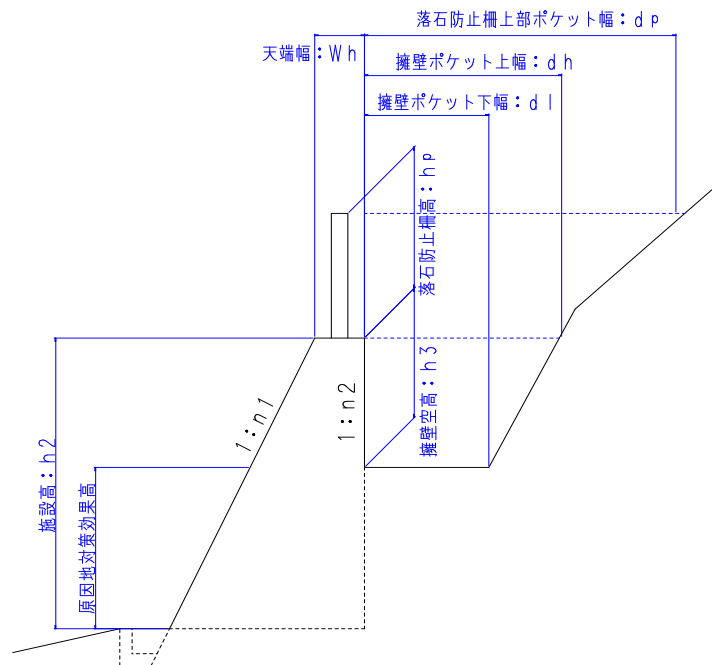 落石防止柵上部ポケット幅：dp
天端幅：Wh
擁壁ポケット上幅：dh
擁壁ポケット下幅：dl
落石防止柵高：hp
擁壁空高：h3
1：n2
1：n1
施設高：h2
原因地対策効果高